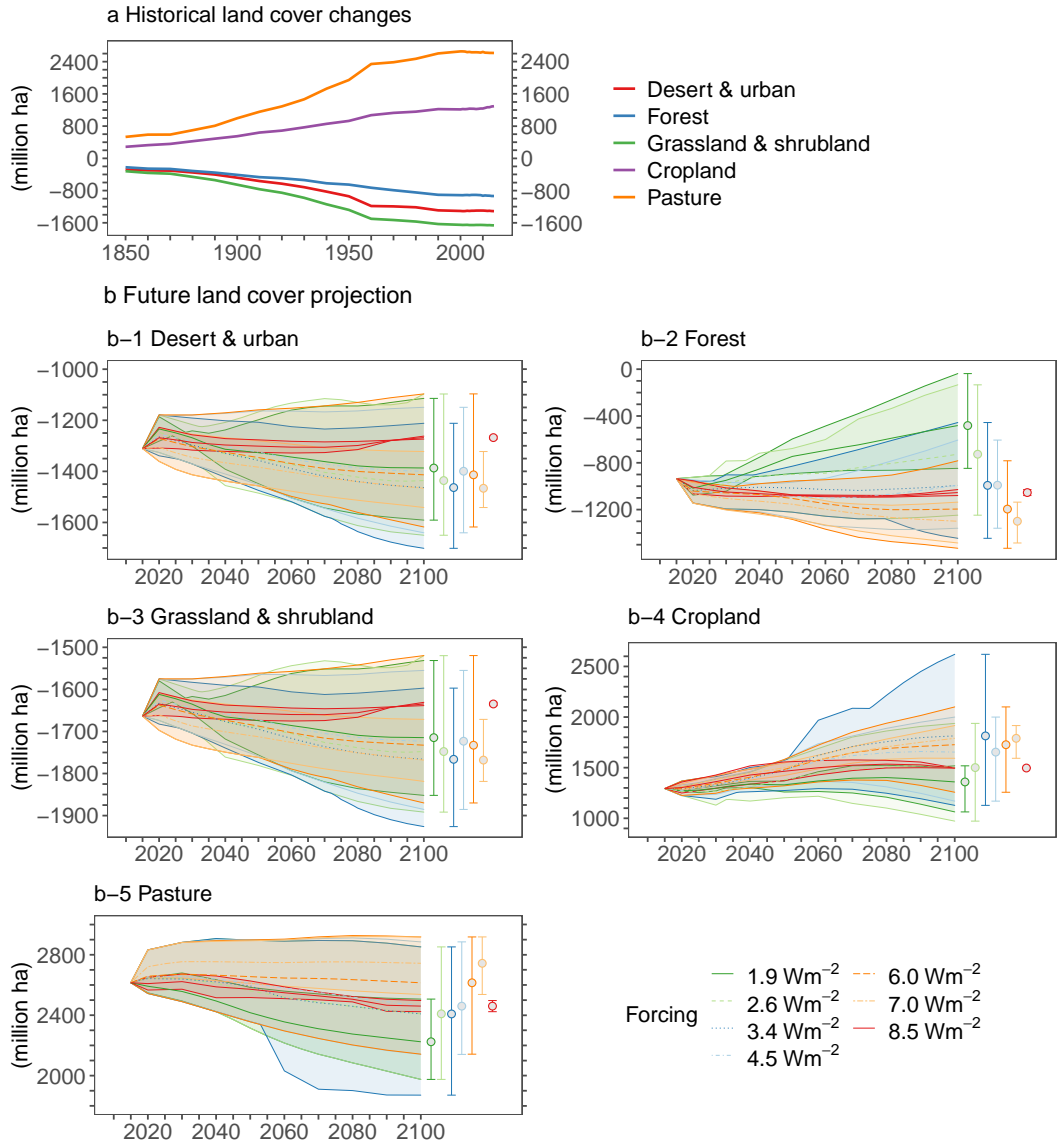 a Historical land cover changes
(million ha)
2400
1600
800
0
−800
−1600
2400
1600
800
0
−800
−1600
1850
1900
1950
2000
Desert & urban
Forest
Grassland & shrubland
Cropland
Pasture
b Future land cover projection
b−1 Desert & urban
(million ha)
−1000
−1200
−1400
−1600
2020 2040 2060 2080 2100
b−2 Forest
(million ha)
0
−400
−800
−1200
2020 2040 2060 2080 2100
b−3 Grassland & shrubland
(million ha)
−1500
−1600
−1700
−1800
−1900
2020 2040 2060 2080 2100
b−4 Cropland
(million ha)
2500
2000
1500
1000
2020 2040 2060 2080 2100
b−5 Pasture
(million ha)
2800
2400
2000
2020 2040 2060 2080 2100
Forcing
1.9 Wm−2
2.6 Wm−2
3.4 Wm−2
4.5 Wm−2
6.0 Wm−2
7.0 Wm−2
8.5 Wm−2